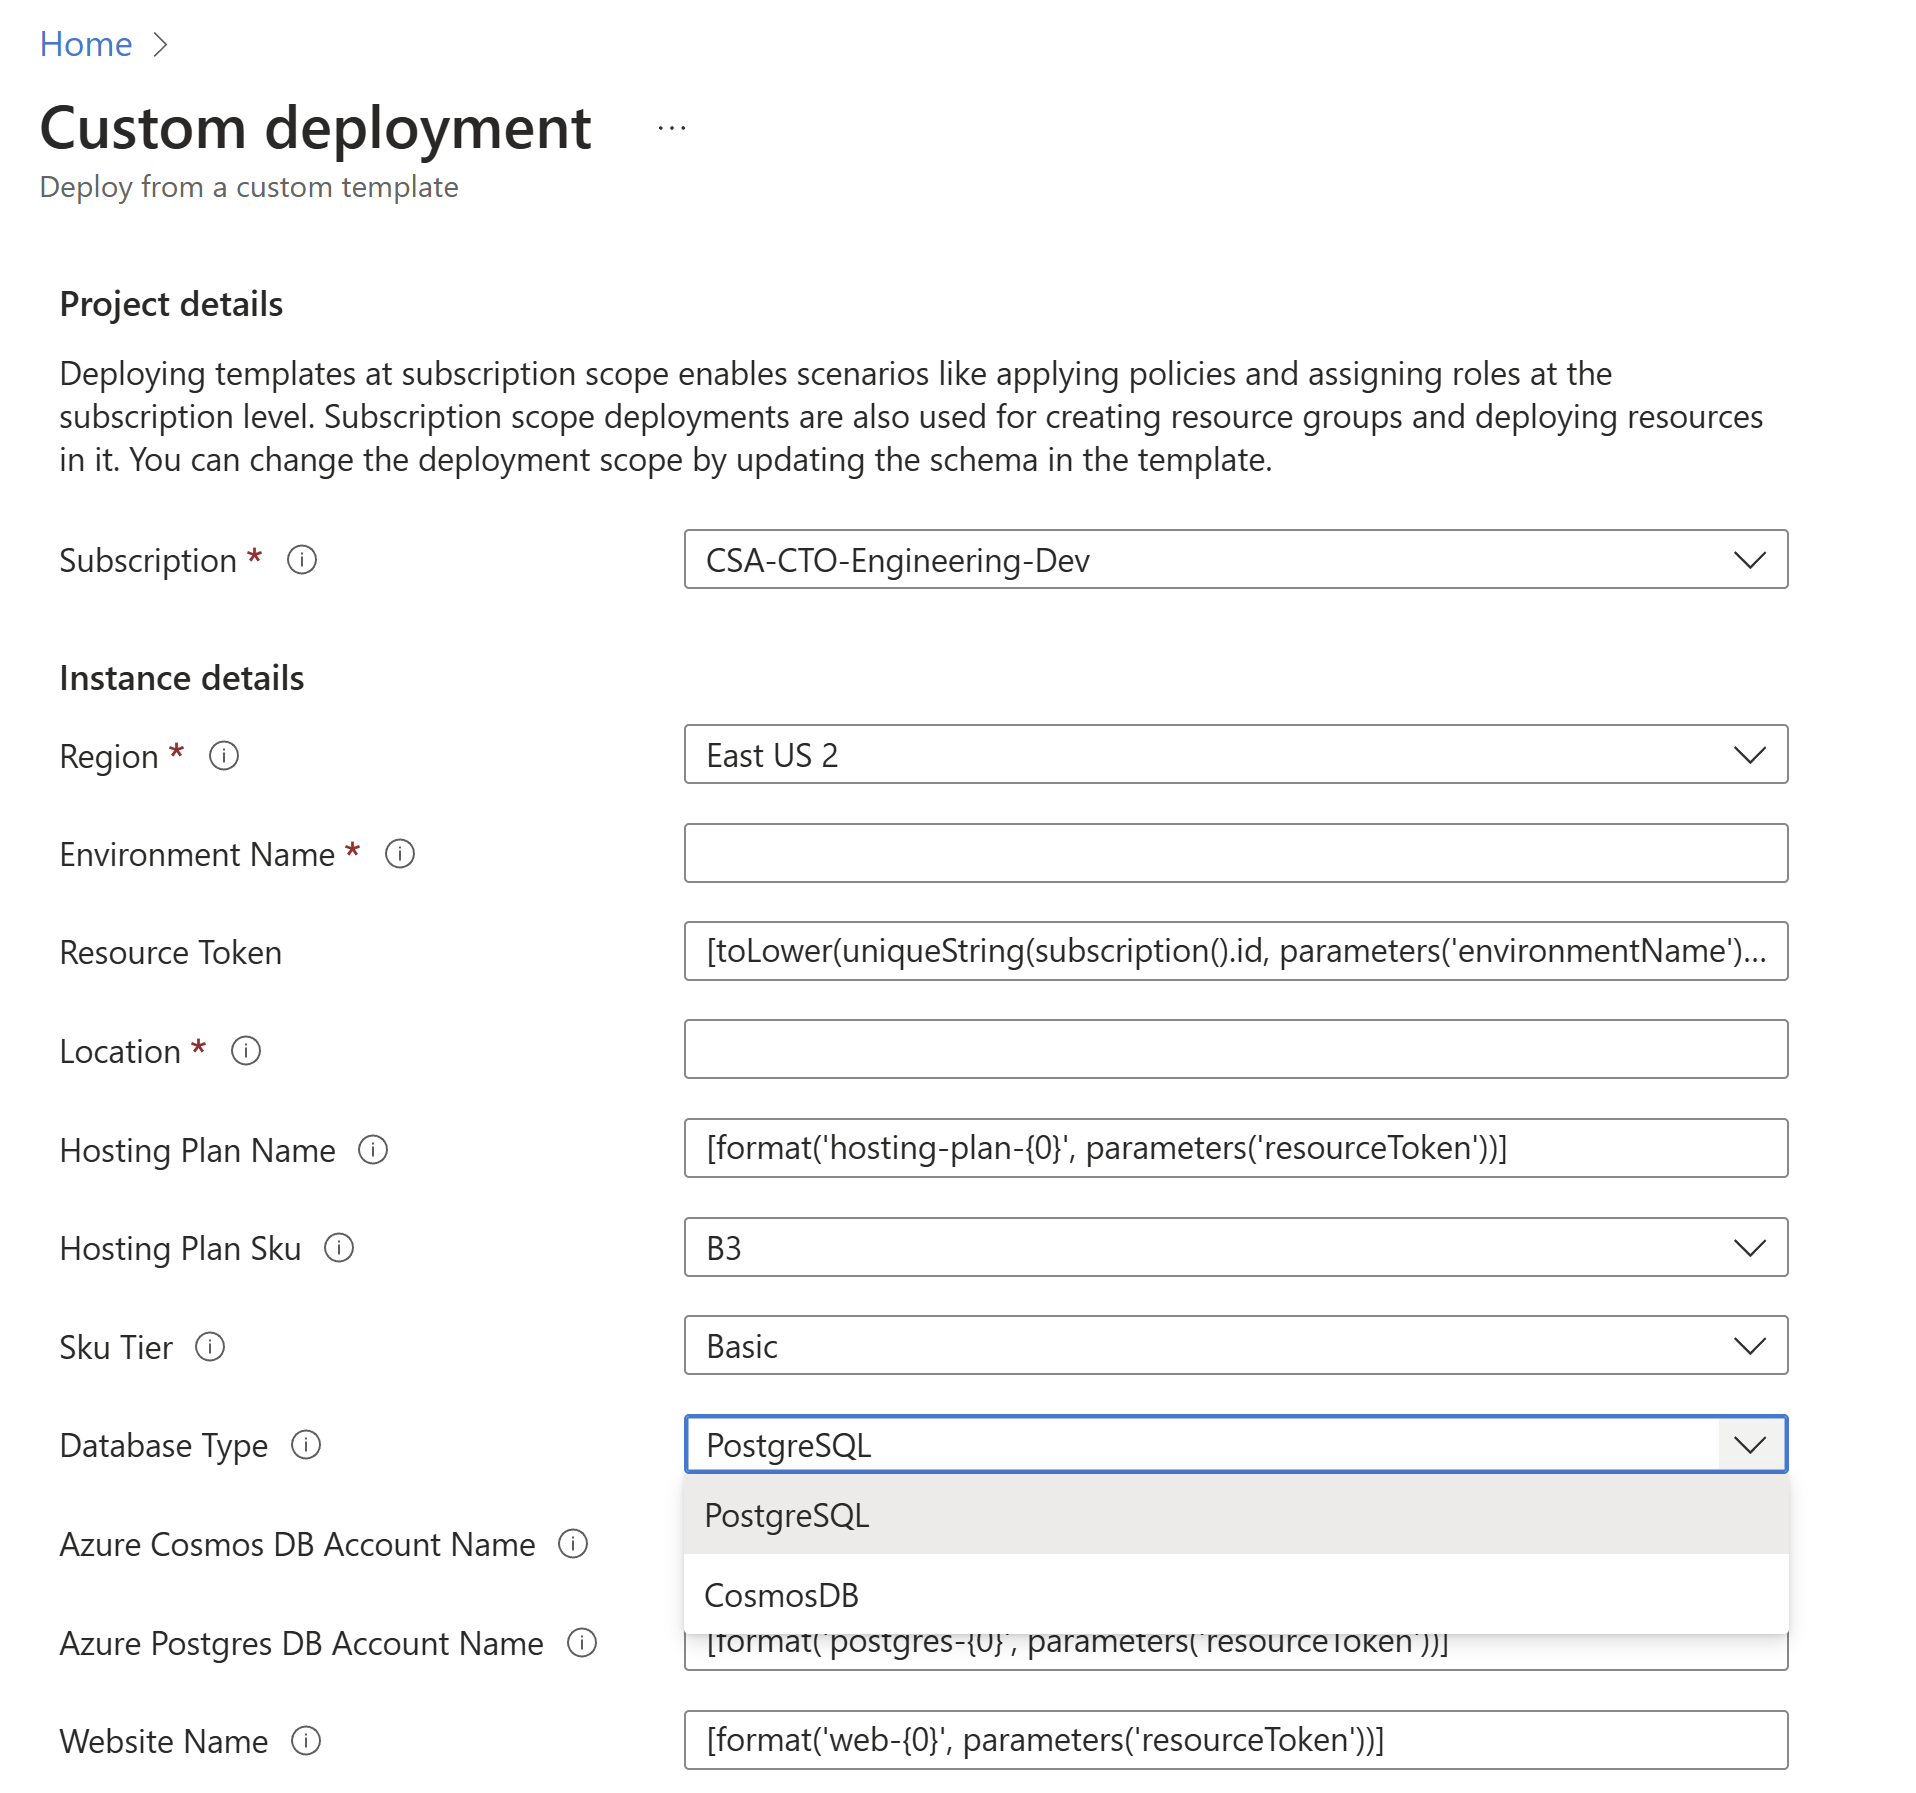 Home
Custom deployment ...
Deploy from a custom template
Project details
Deploying templates at subscription scope enables scenarios like applying policies and assigning roles at the
subscription level. Subscription scope deployments are also used for creating resource groups and deploying resources
in it. You can change the deployment scope by updating the schema in the template.
Subscription * CSA-CTO-Engineering-Dev
Instance details
Region * East US 2
Environment Name *
Resource Token [toLower(uniqueString(subscription().id, parameters('environmentName')...
Location *
Hosting Plan Name [format('hosting-plan-{0}', parameters('resourceToken'))]
Hosting Plan Sku B3
Sku Tier Basic
Database Type PostgreSQL
PostgreSQL
Azure Cosmos DB Account Name
CosmosDB
Azure Postgres DB Account Name [format('postgres-{0}', parameters('resourceToken'))]
Website Name [format('web-{0}', parameters('resourceToken'))]